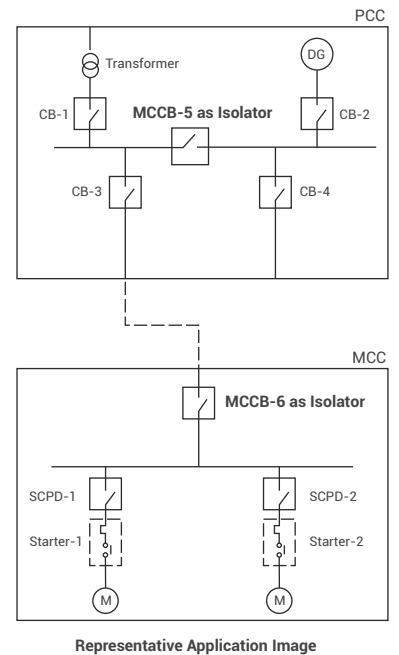 PCC
Transformer
DG
CB-1
MCCB-5 as Isolator
CB-2
CB-3
CB-4
MCC
MCCB-6 as Isolator
SCPD-1
SCPD-2
Starter-1
Starter-2
M
M
Representative Application Image